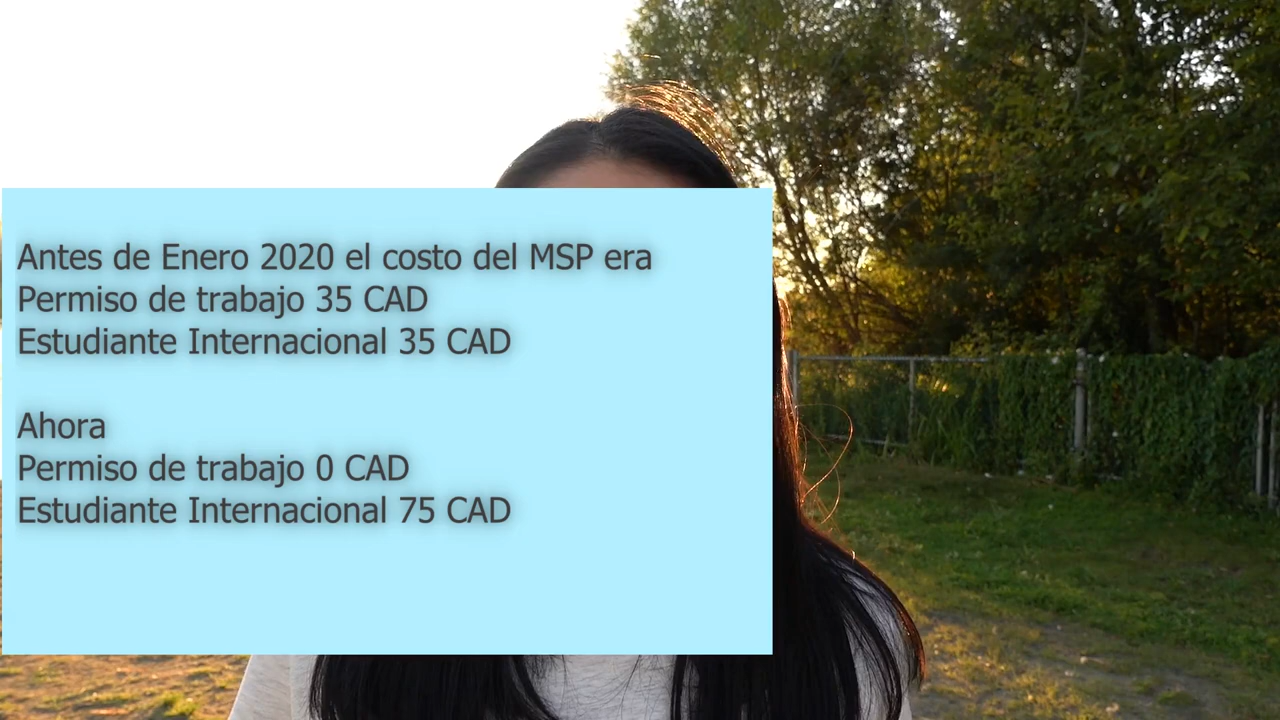 Antes de Enero 2020 el costo del MSP era
Permiso de trabajo 35 CAD
Estudiante Internacional 35 CAD
Ahora
Permiso de trabajo 0 CAD
Estudiante Internacional 75 CAD